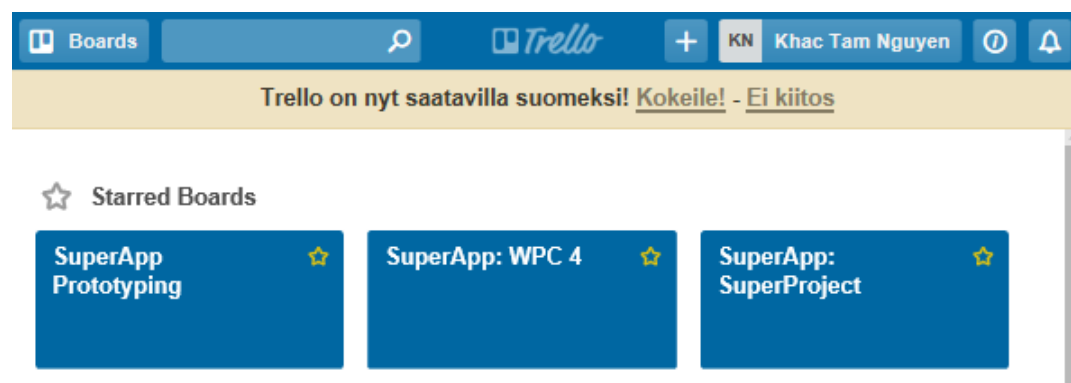 Boards Trello + KN Khac Tam Nguyen
Trello on nyt saatavilla suomeksi! Kokeile! - Ei kiitos
Starred Boards
SuperApp
Prototyping
SuperApp: WPC 4
SuperApp:
SuperProject